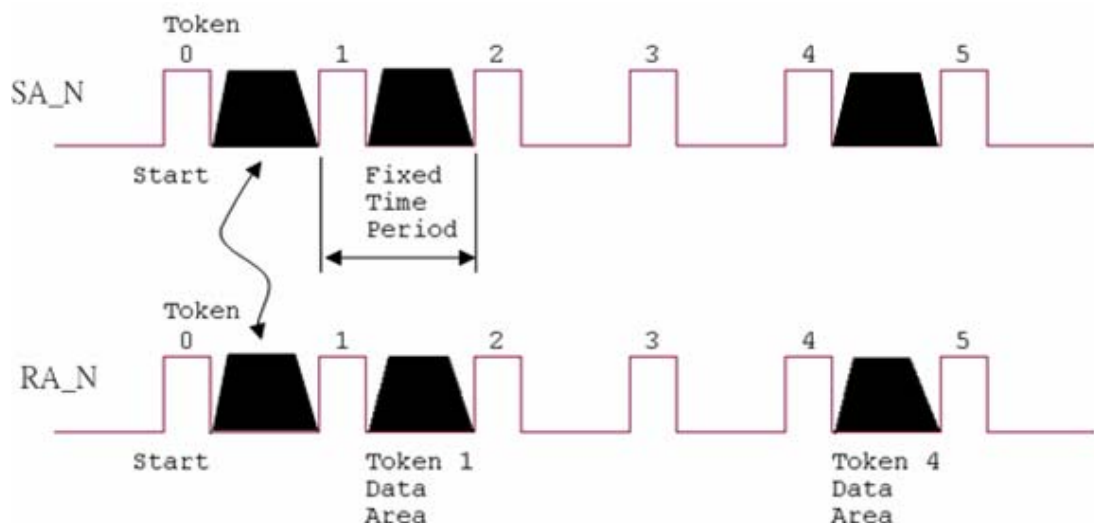 Token
0 1 2 3 4 5
SA_N
Start
Fixed
Time
Period
Token
0 1 2 3 4 5
RA_N
Start
Token 1
Data
Area
Token 4
Data
Area